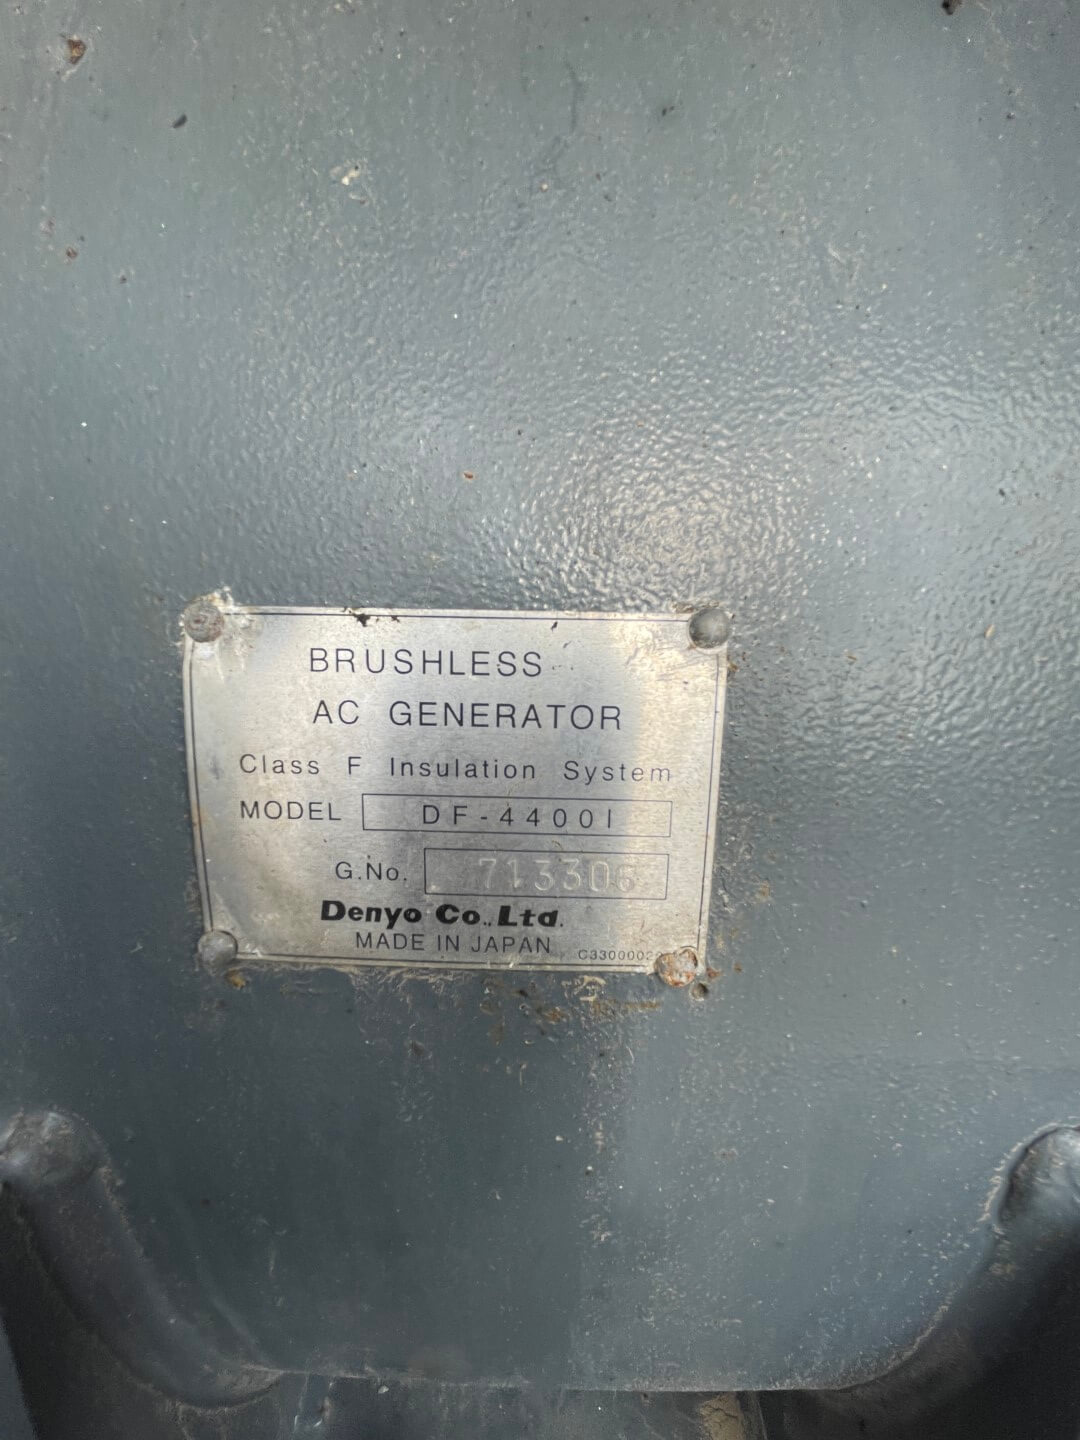 BRUSHLESS
AC GENERATOR
Class F Insulation System
MODEL DF-4400I
G.No. 713306
Denyo Co.,Ltd.
MADE IN JAPAN